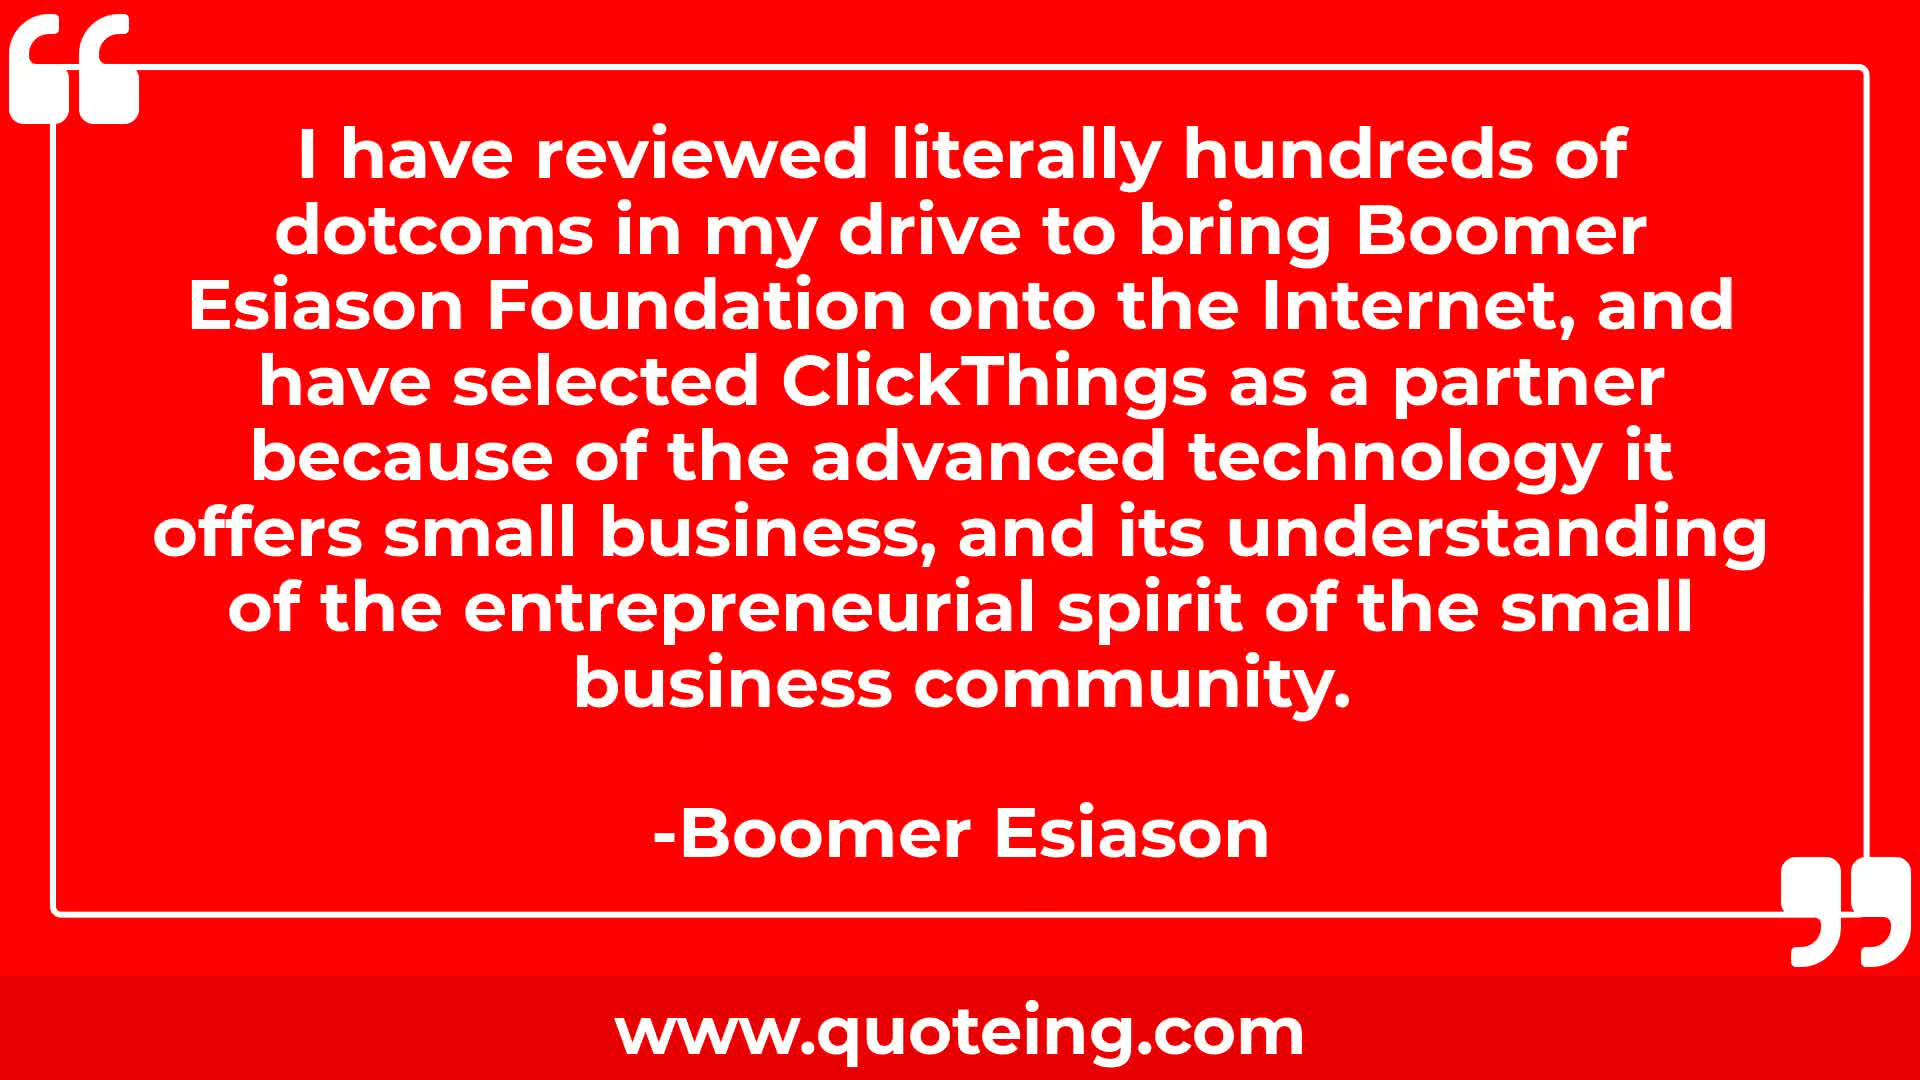 I have reviewed literally hundreds of
dotcoms in my drive to bring Boomer
Esiason Foundation onto the Internet, and
have selected ClickThings as a partner
because of the advanced technology it
offers small business, and its understanding
of the entrepreneurial spirit of the small
business community.
-Boomer Esiason
www.quoteing.com